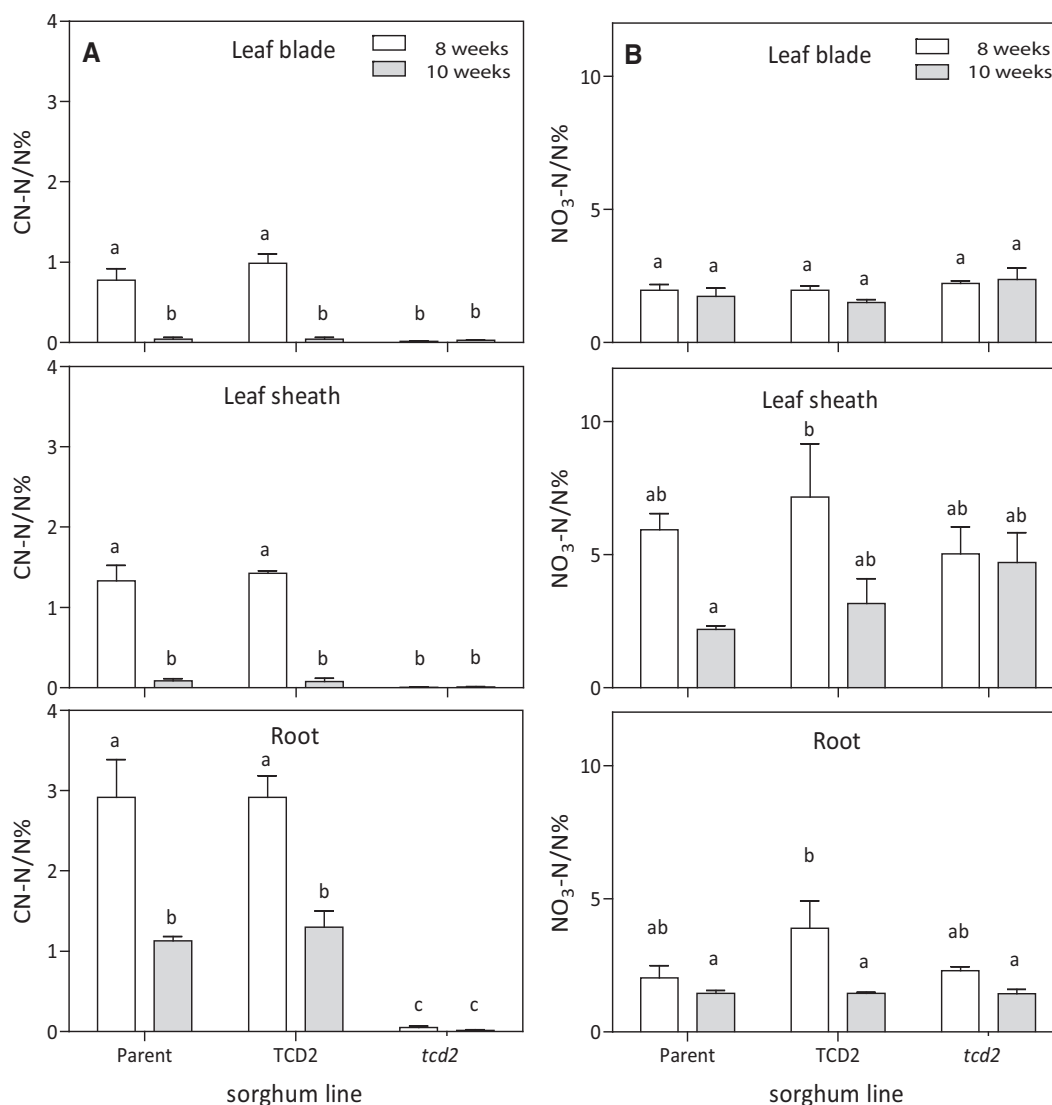 A
Leaf blade
8 weeks
10 weeks
CN-N/N%
4
3
2
1
0
a
b
a
b
b
b
Leaf sheath
CN-N/N%
4
3
2
1
0
a
b
a
b
b
b
Root
CN-N/N%
4
3
2
1
0
a
b
a
b
c
c
Parent
TCD2
tcd2
sorghum line
B
Leaf blade
8 weeks
10 weeks
NO₃-N/N%
10
5
0
a
a
a
a
a
a
Leaf sheath
NO₃-N/N%
10
5
0
ab
a
b
ab
ab
ab
Root
NO₃-N/N%
10
5
0
ab
a
b
a
ab
a
Parent
TCD2
tcd2
sorghum line